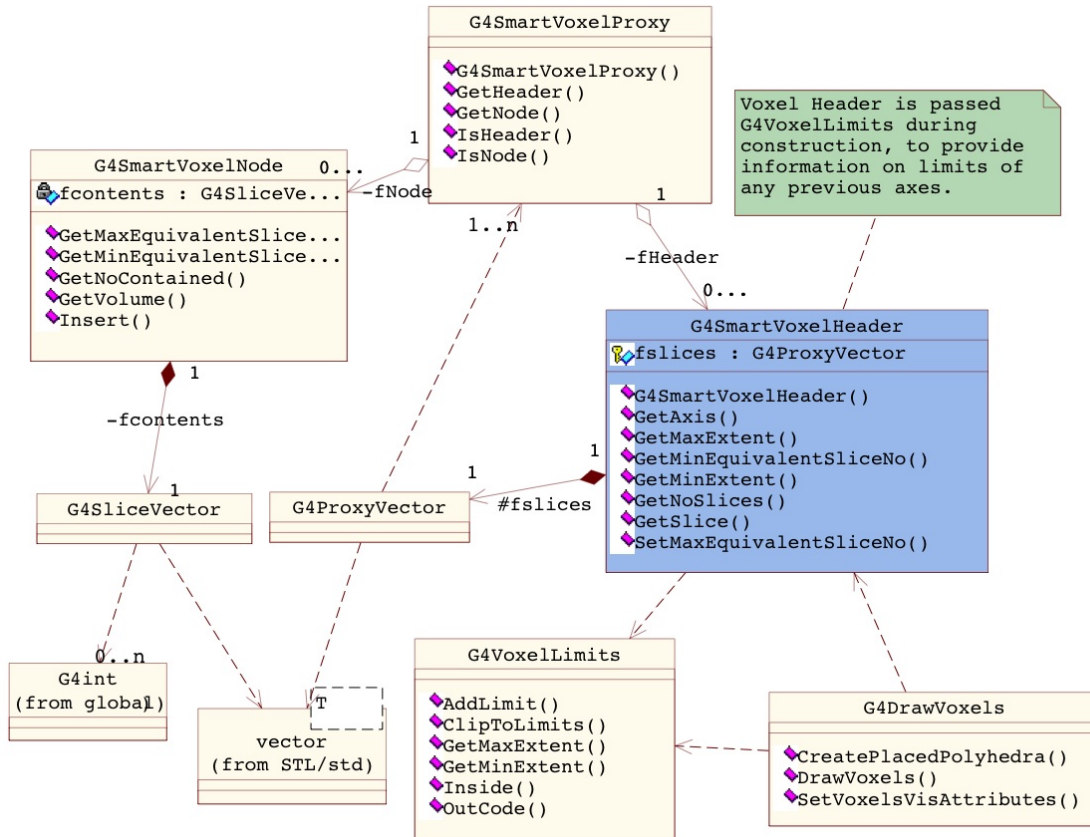 G4SmartVoxelProxy
G4SmartVoxelProxy()
GetHeader()
GetNode()
IsHeader()
IsNode()
Voxel Header is passed
G4VoxelLimits during
construction, to provide
information on limits of
any previous axes.
G4SmartVoxelNode
fcontents : G4SliceVe...
GetMaxEquivalentSlice...
GetMinEquivalentSlice...
GetNoContained()
GetVolume()
Insert()
1
0...
-fNode
1..n
1
-fHeader
0...
G4SmartVoxelHeader
fslices : G4ProxyVector
G4SmartVoxelHeader()
GetAxis()
GetMaxExtent()
GetMinEquivalentSliceNo()
GetMinExtent()
GetNoSlices()
GetSlice()
SetMaxEquivalentSliceNo()
1
-fcontents
1
1
1
#fslices
G4SliceVector
G4ProxyVector
0..n
G4int
(from global)
1
T
vector
(from STL/std)
G4VoxelLimits
AddLimit()
ClipToLimits()
GetMaxExtent()
GetMinExtent()
Inside()
OutCode()
G4DrawVoxels
CreatePlacedPolyhedra()
DrawVoxels()
SetVoxelsVisAttributes()